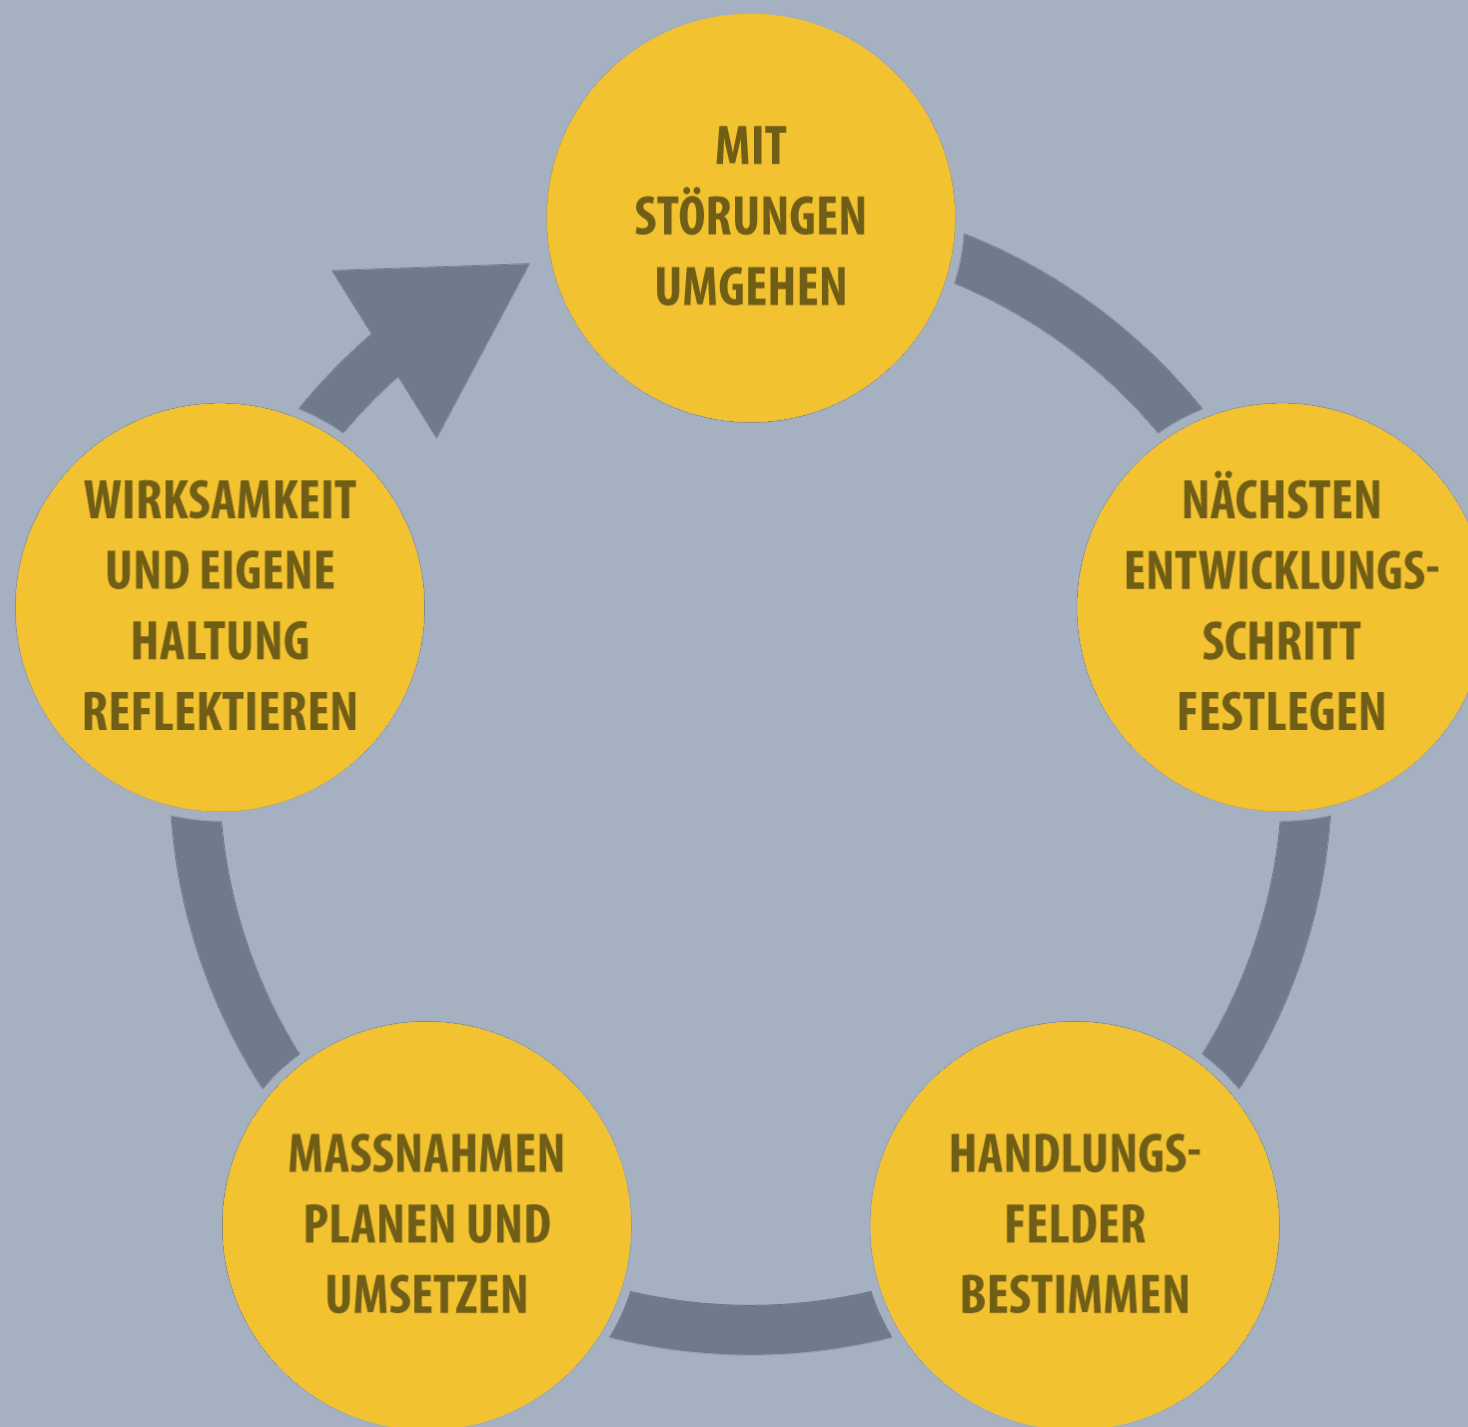 MIT
STÖRUNGEN
UMGEHEN
NÄCHSTEN
ENTWICKLUNGS-
SCHRITT
FESTLEGEN
HANDLUNGS-
FELDER
BESTIMMEN
MASSNAHMEN
PLANEN UND
UMSETZEN
WIRKSAMKEIT
UND EIGENE
HALTUNG
REFLEKTIEREN